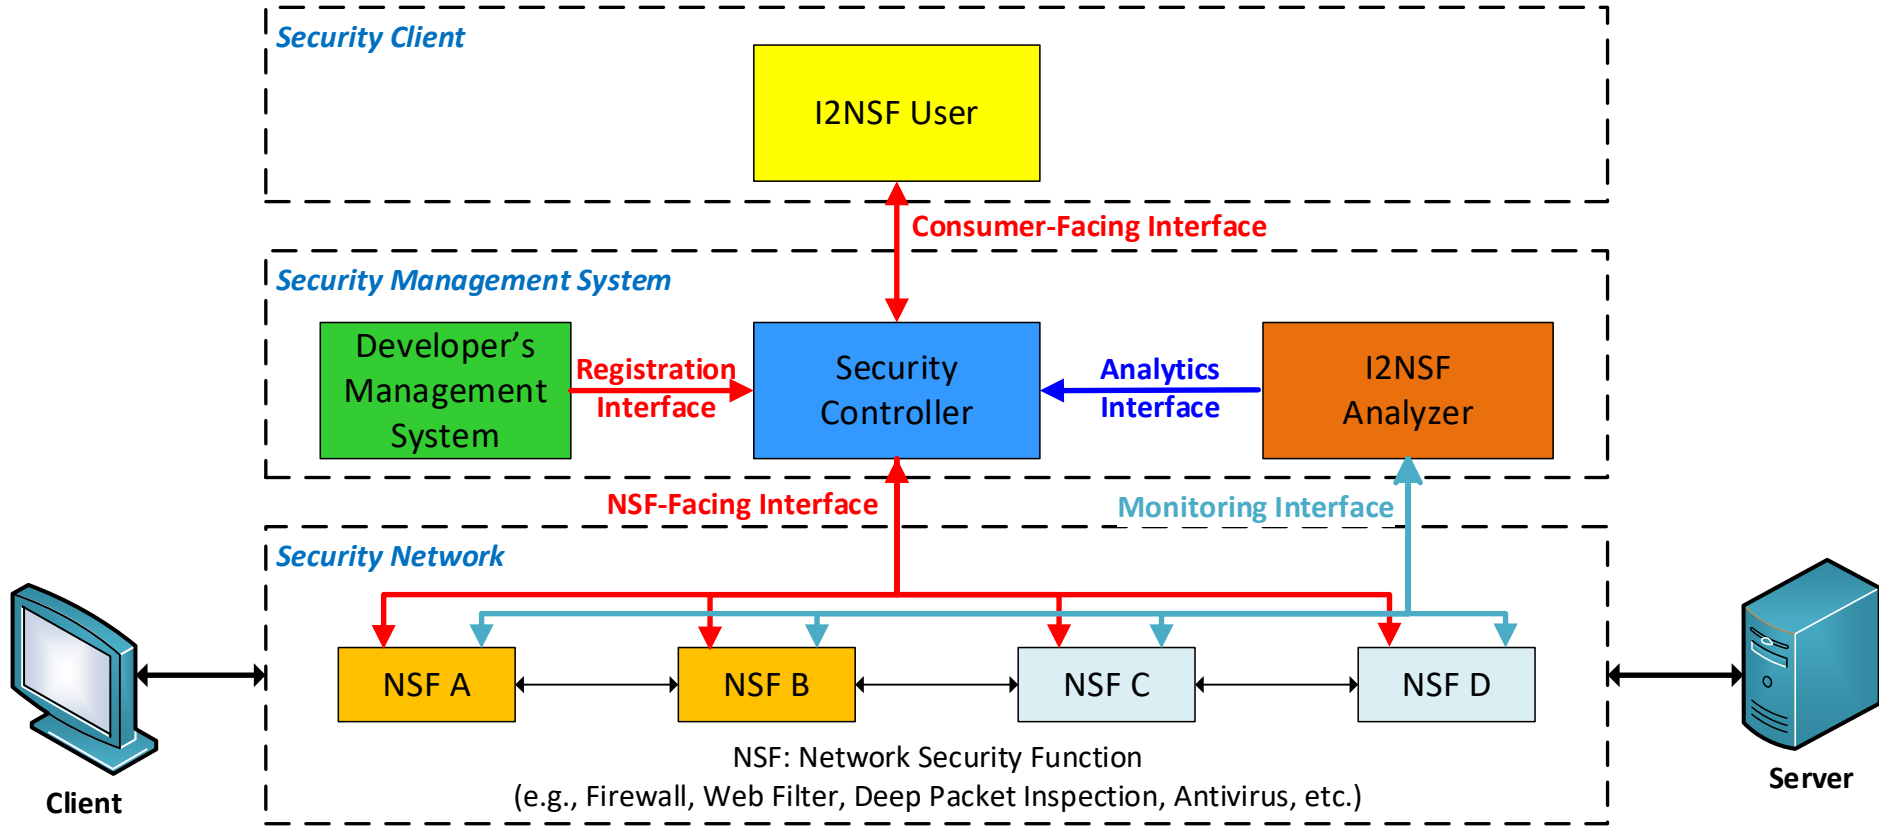 Security Client
I2NSF User
Consumer-Facing Interface
Security Management System
Developer's
Management
System
Registration
Interface
Security
Controller
Analytics
Interface
I2NSF
Analyzer
NSF-Facing Interface
Monitoring Interface
Security Network
NSF A
NSF B
NSF C
NSF D
NSF: Network Security Function
(e.g., Firewall, Web Filter, Deep Packet Inspection, Antivirus, etc.)
Client
Server